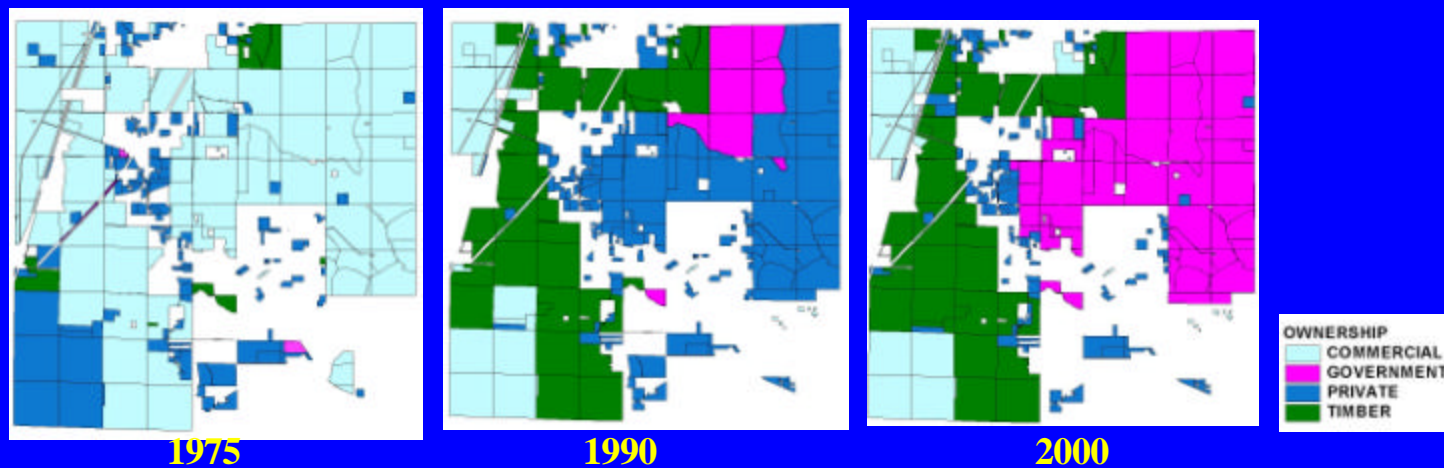 1975
1990
2000
OWNERSHIP
COMMERCIAL
GOVERNMENT
PRIVATE
TIMBER